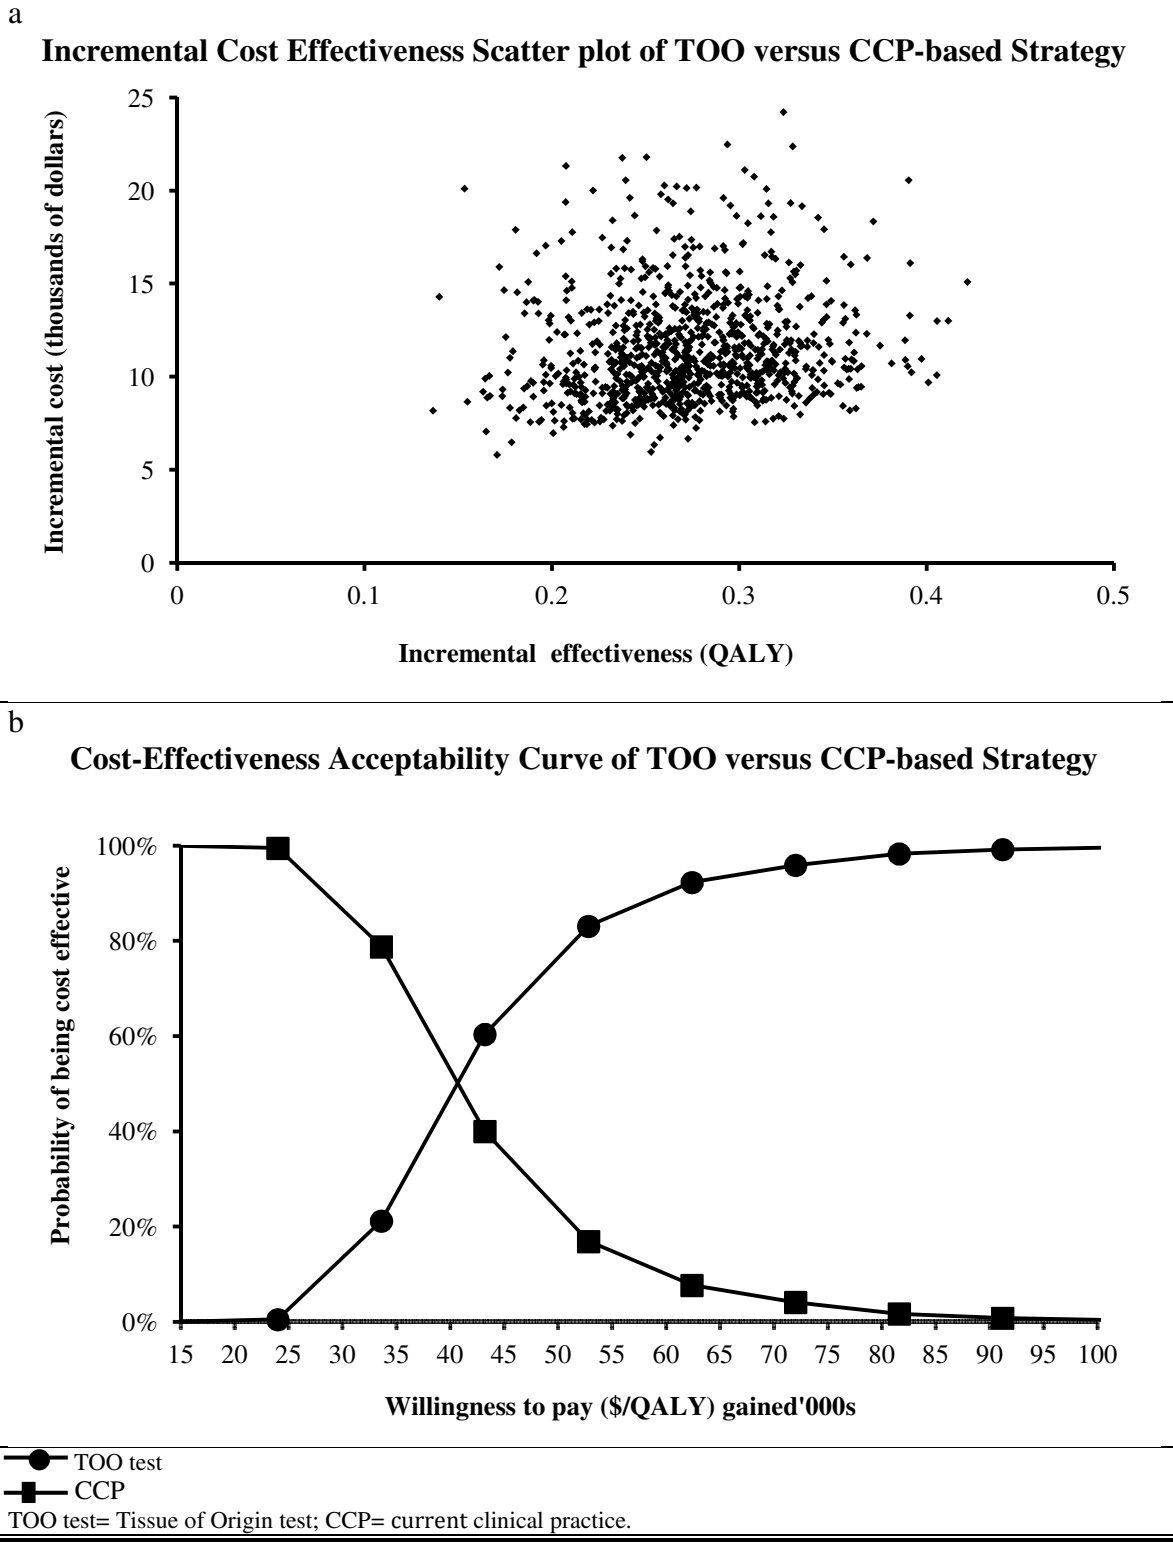 a
Incremental Cost Effectiveness Scatter plot of TOO versus CCP-based Strategy
Incremental cost (thousands of dollars)
25
20
15
10
5
0
0 0.1 0.2 0.3 0.4 0.5
Incremental effectiveness (QALY)
b
Cost-Effectiveness Acceptability Curve of TOO versus CCP-based Strategy
Probability of being cost effective
100%
80%
60%
40%
20%
0%
15 20 25 30 35 40 45 50 55 60 65 70 75 80 85 90 95 100
Willingness to pay ($/QALY) gained'000s
TOO test
CCP
TOO test= Tissue of Origin test; CCP= current clinical practice.